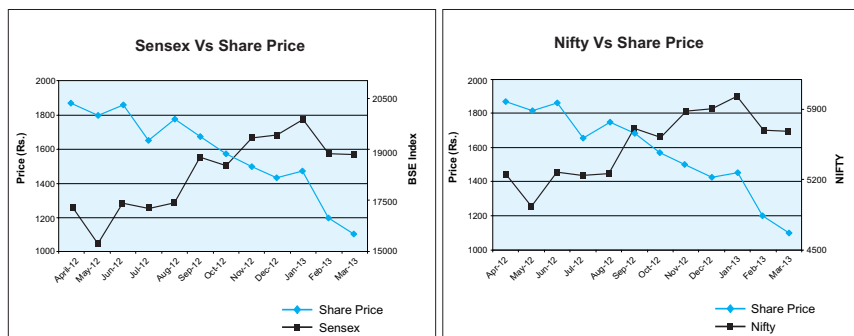 Sensex Vs Share Price
Price (Rs.)
2000
1800
1600
1400
1200
1000
20500
19000
17500
15000
BSE Index
April-12
May-12
Jun-12
Jul-12
Aug-12
Sep-12
Oct-12
Nov-12
Dec-12
Jan-13
Feb-13
Mar-13
Share Price
Sensex
Nifty Vs Share Price
Price (Rs.)
2000
1800
1600
1400
1200
1000
5900
5200
4500
NIFTY
Apr-12
May-12
Jun-12
Jul-12
Aug-12
Sep-12
Oct-12
Nov-12
Dec-12
Jan-13
Feb-13
Mar-13
Share Price
Nifty